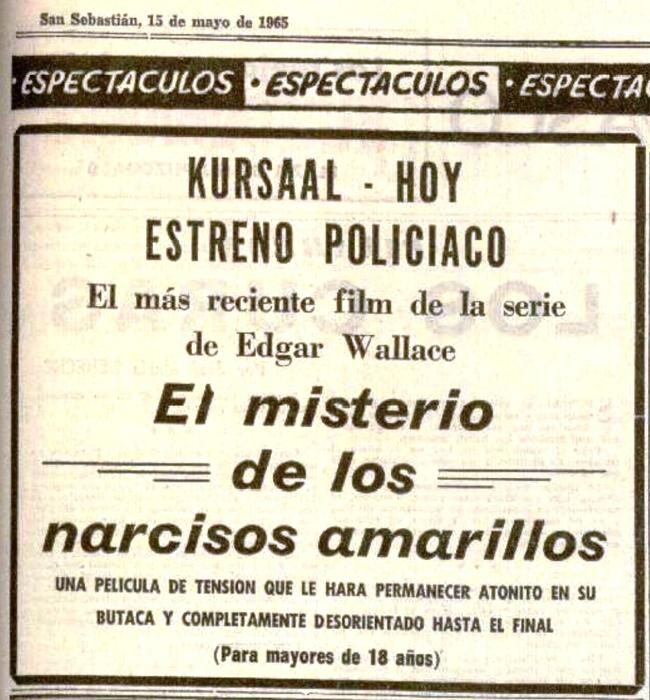 San Sebastián, 15 de mayo de 1965
· ESPECTACULOS · ESPECTACULOS · ESPECTAC
KURSAAL - HOY
ESTRENO POLICIACO
El más reciente film de la serie
de Edgar Wallace
El misterio
de los
narcisos amarillos
UNA PELICULA DE TENSION QUE LE HARA PERMANECER ATONITO EN SU
BUTACA Y COMPLETAMENTE DESORIENTADO HASTA EL FINAL
(Para mayores de 18 años)